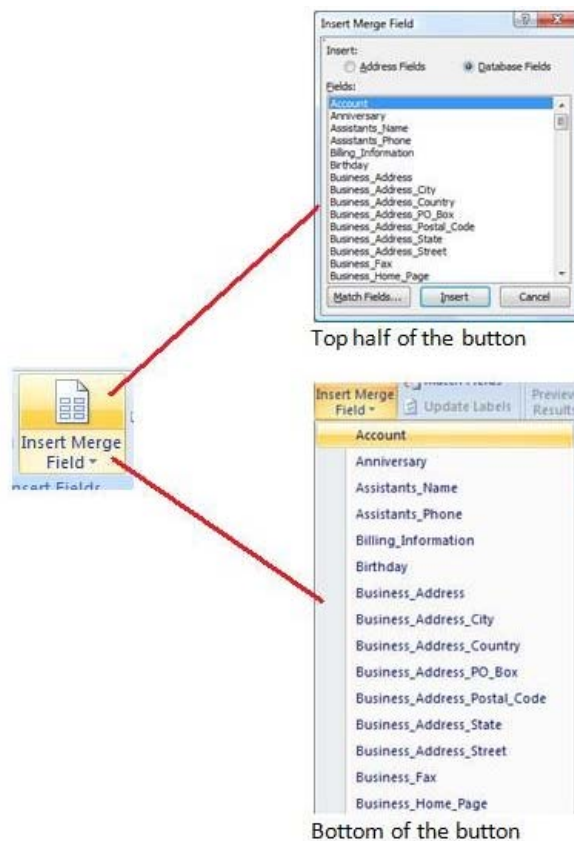 Insert Merge Field
Insert:
Address Fields Database Fields
Fields:
Account
Anniversary
Assistants_Name
Assistants_Phone
Billing_Information
Birthday
Business_Address
Business_Address_City
Business_Address_Country
Business_Address_PO_Box
Business_Address_Postal_Code
Business_Address_State
Business_Address_Street
Business_Fax
Business_Home_Page
Match Fields... Insert Cancel
Top half of the button
Insert Merge
Field
Insert Merge
Field
Update Labels
Preview
Results
Account
Anniversary
Assistants_Name
Assistants_Phone
Billing_Information
Birthday
Business_Address
Business_Address_City
Business_Address_Country
Business_Address_PO_Box
Business_Address_Postal_Code
Business_Address_State
Business_Address_Street
Business_Fax
Business_Home_Page
Bottom of the button